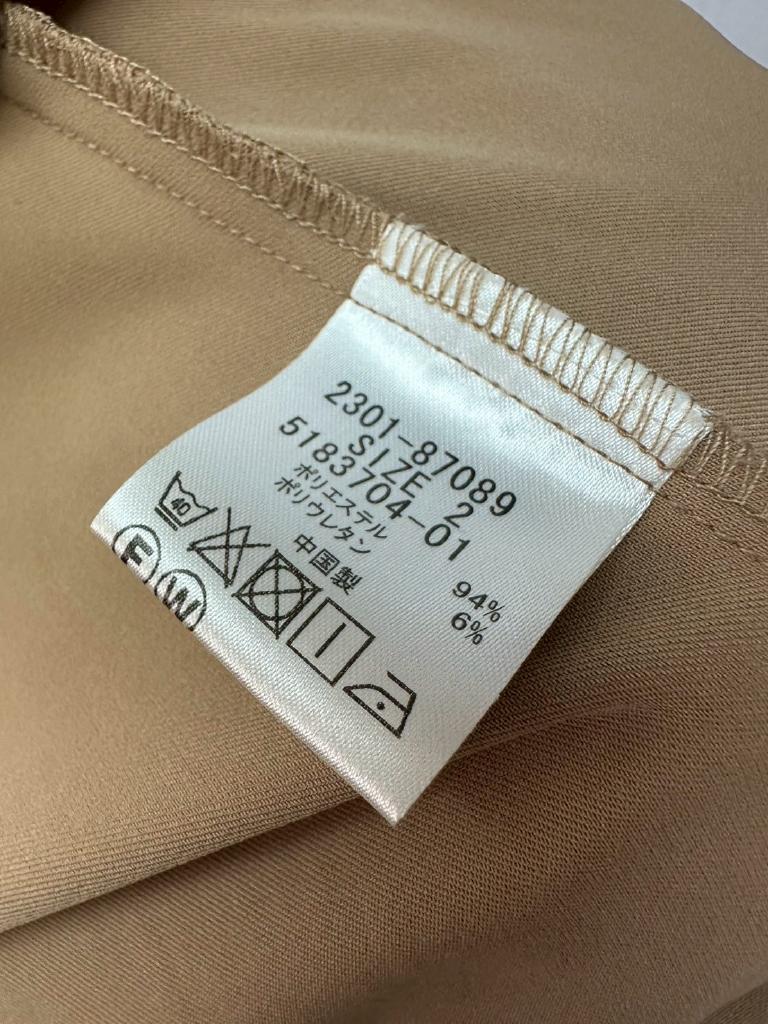 2301-87089
SIZE 2
5183704-01
ポリエステル 94%
ポリウレタン 6%
中国製
40
F W